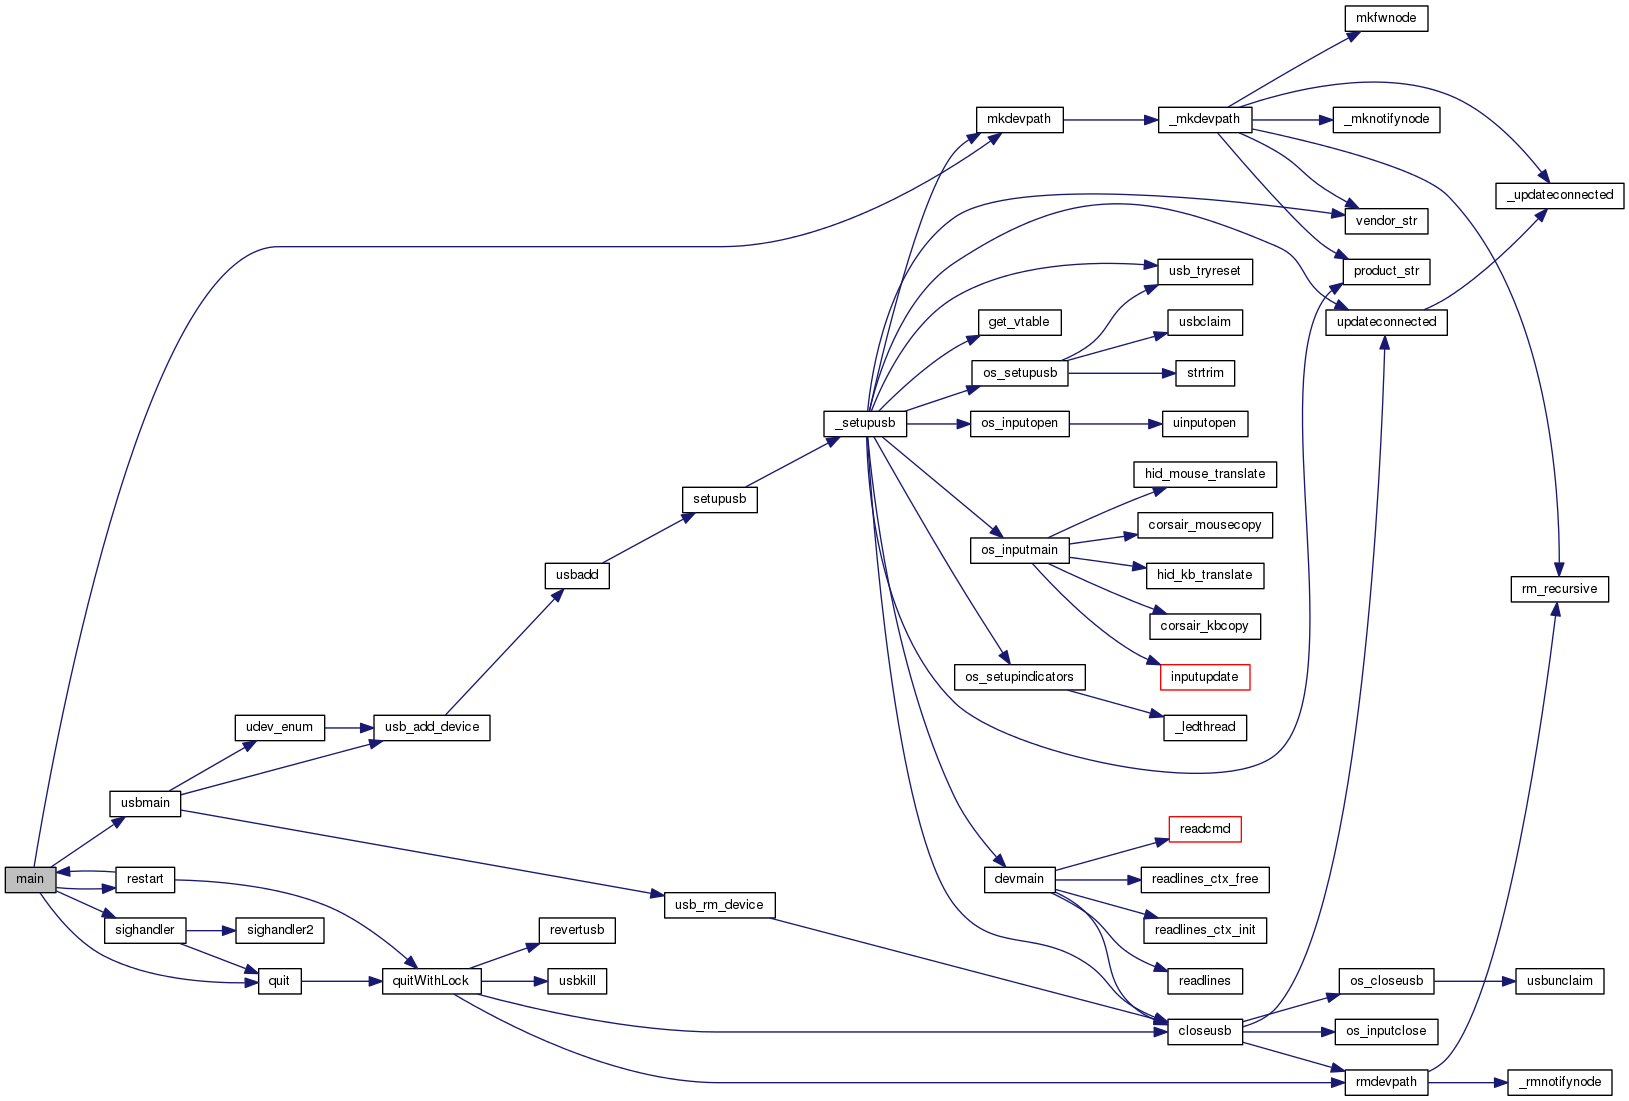 mkfwnode
mkdevpath
_mkdevpath
_mknotifynode
_updateconnected
vendor_str
usb_tryreset
product_str
get_vtable
usbclaim
updateconnected
os_setupusb
strtrim
_setupusb
os_inputopen
uinputopen
hid_mouse_translate
setupusb
corsair_mousecopy
os_inputmain
usbadd
hid_kb_translate
rm_recursive
corsair_kbcopy
os_setupindicators
inputupdate
udev_enum
usb_add_device
_ledthread
usbmain
readcmd
main
restart
devmain
readlines_ctx_free
usb_rm_device
sighandler
sighandler2
revertusb
readlines_ctx_init
quit
quitWithLock
usbkill
readlines
os_closeusb
usbunclaim
closeusb
os_inputclose
rmdevpath
_rmnotifynode